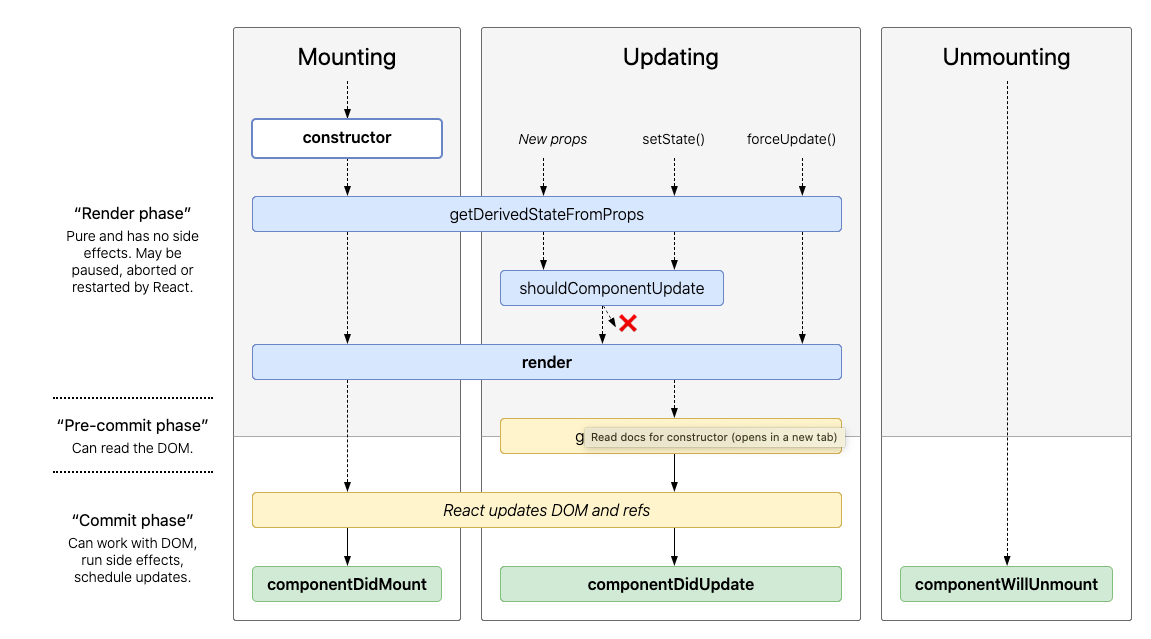 Mounting
Updating
Unmounting
constructor
New props
setState()
forceUpdate()
“Render phase”
Pure and has no side
effects. May be
paused, aborted or
restarted by React.
getDerivedStateFromProps
shouldComponentUpdate
render
“Pre-commit phase”
Can read the DOM.
g
Read docs for constructor (opens in a new tab)
React updates DOM and refs
“Commit phase”
Can work with DOM,
run side effects,
schedule updates.
componentDidMount
componentDidUpdate
componentWillUnmount